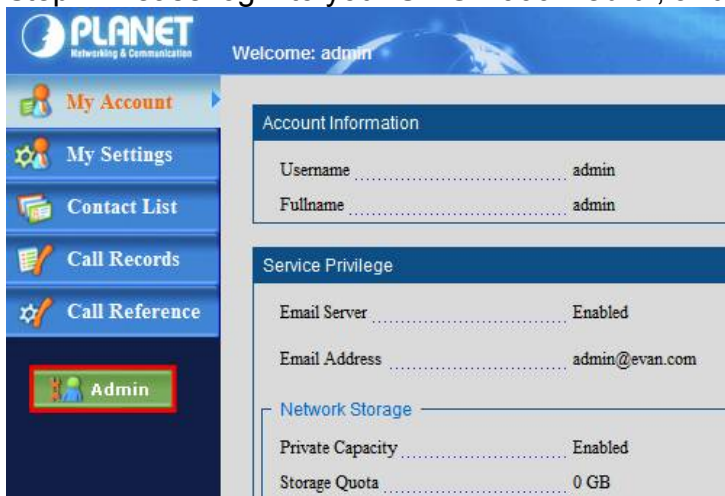 PLANET
Networking & Communication
Welcome: admin
My Account
My Settings
Contact List
Call Records
Call Reference
Admin
Account Information
Username admin
Fullname admin
Service Privilege
Email Server Enabled
Email Address admin@evan.com
Network Storage
Private Capacity Enabled
Storage Quota 0 GB